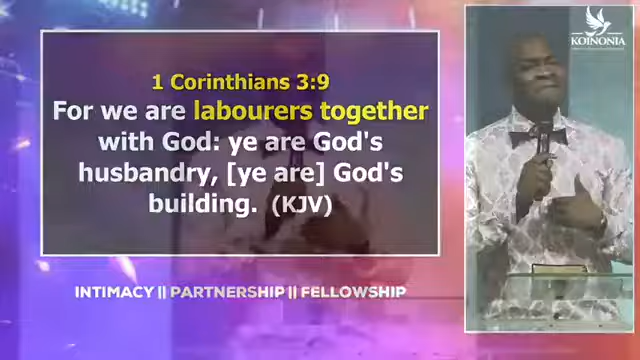 1 Corinthians 3:9
For we are labourers together
with God: ye are God's
husbandry, [ye are] God's
building. (KJV)
INTIMACY || PARTNERSHIP || FELLOWSHIP
KOINONIA